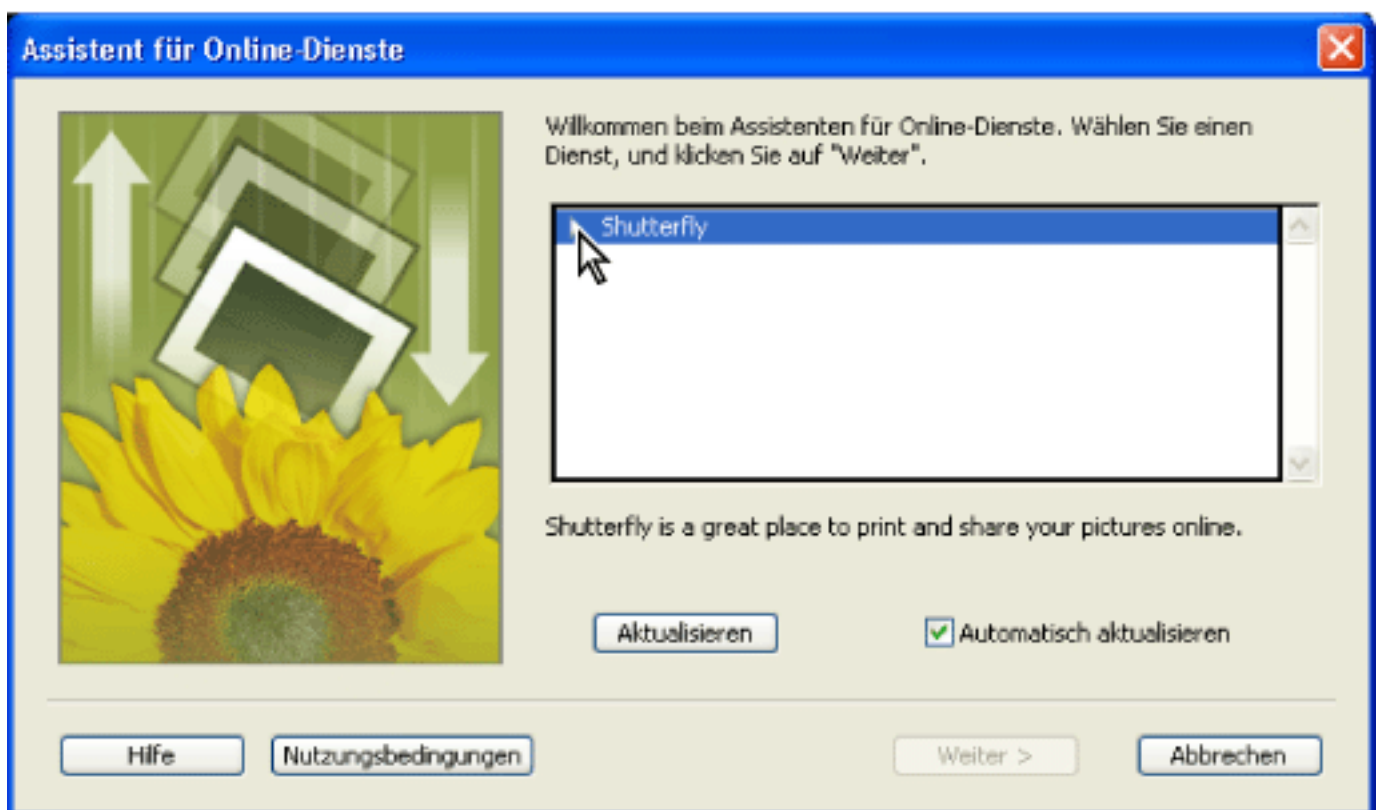 Assistent für Online-Dienste
Willkommen beim Assistenten für Online-Dienste. Wählen Sie einen
Dienst, und klicken Sie auf "Weiter".
Shutterfly
Shutterfly is a great place to print and share your pictures online.
Aktualisieren
Automatisch aktualisieren
Hilfe
Nutzungsbedingungen
Weiter >
Abbrechen